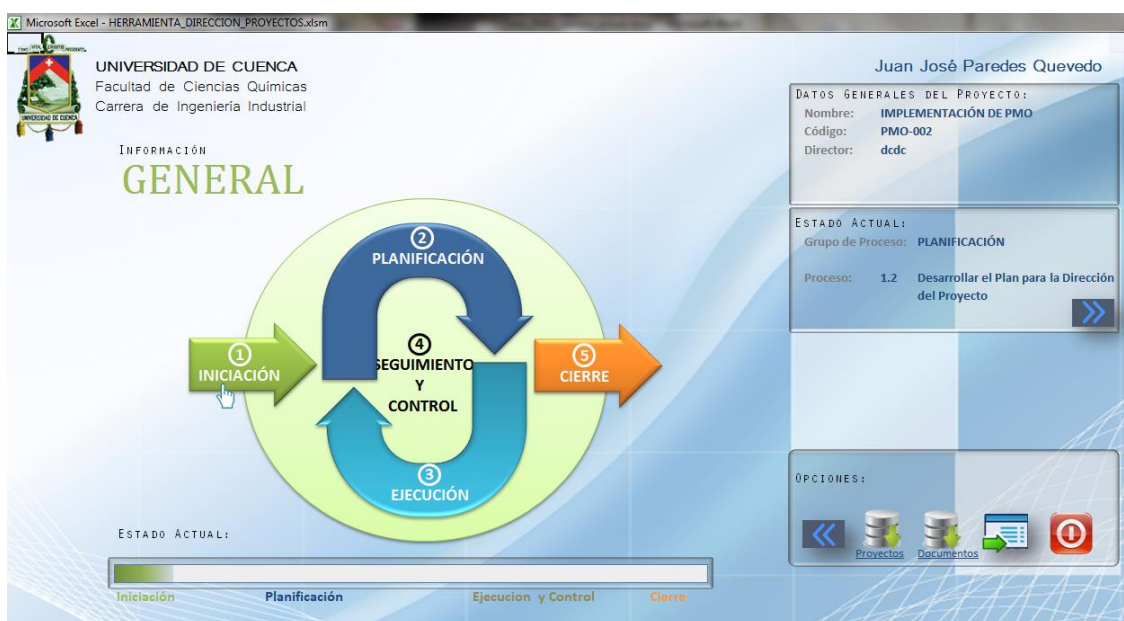 Microsoft Excel - HERRAMIENTA_DIRECCION_PROYECTOS.xlsm
UNIVERSIDAD DE CUENCA
Facultad de Ciencias Químicas
Carrera de Ingeniería Industrial
UNIVERSIDAD DE CUENCA
INFORMACIÓN
GENERAL
1
INICIACIÓN
2
PLANIFICACIÓN
3
EJECUCIÓN
4
SEGUIMIENTO
Y
CONTROL
5
CIERRE
ESTADO ACTUAL:
Iniciación Planificación Ejecucion y Control Cierre
Juan José Paredes Quevedo
DATOS GENERALES DEL PROYECTO:
Nombre: IMPLEMENTACIÓN DE PMO
Código: PMO-002
Director: dcdc
ESTADO ACTUAL:
Grupo de Proceso: PLANIFICACIÓN
Proceso: 1.2 Desarrollar el Plan para la Dirección
del Proyecto
OPCIONES:
Proyectos Documentos